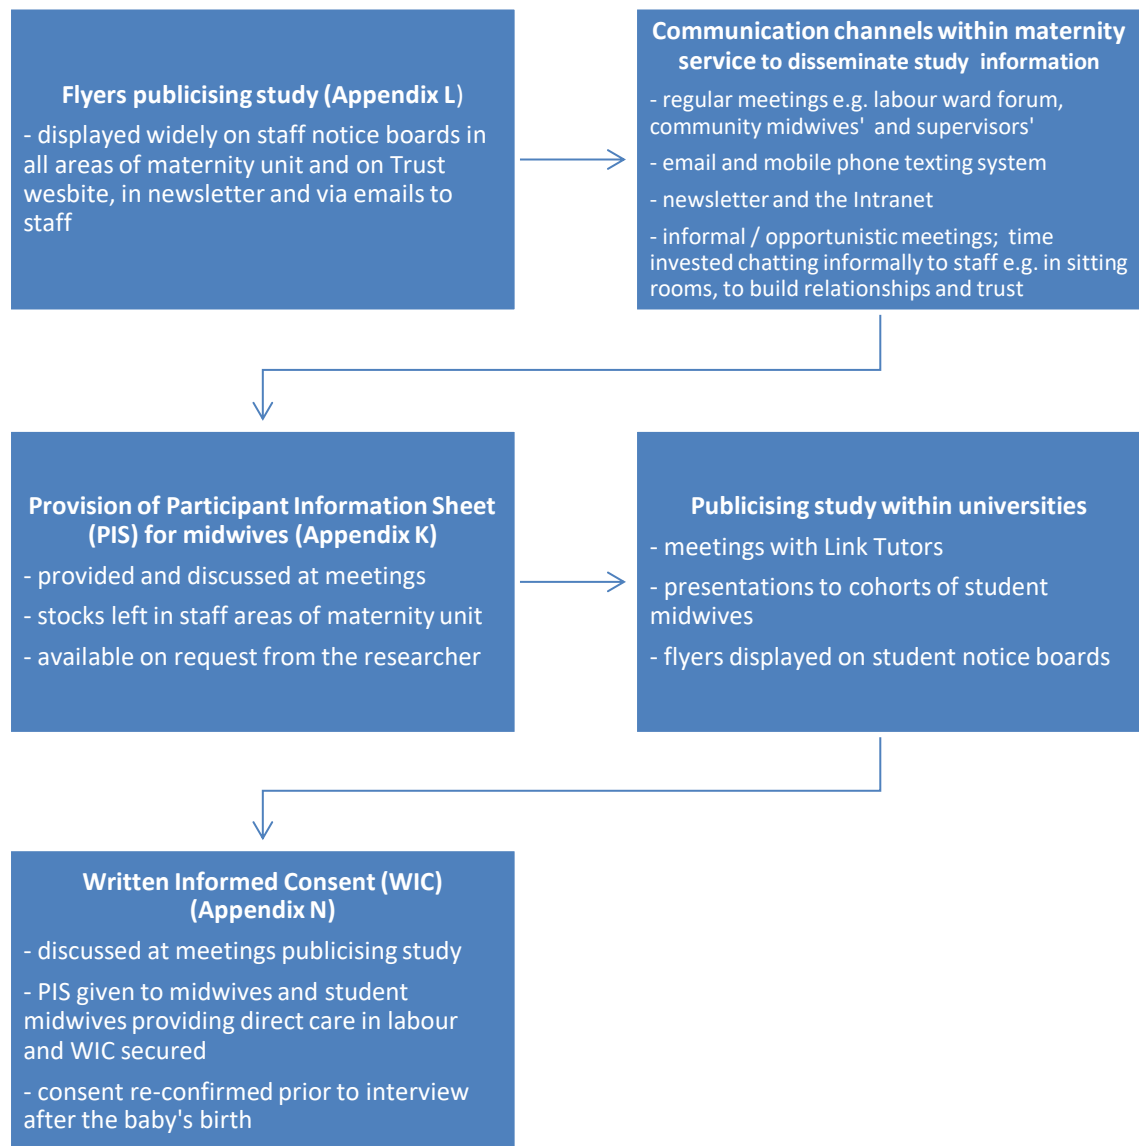 Flyers publicising study (Appendix L)
- displayed widely on staff notice boards in
all areas of maternity unit and on Trust
wesbite, in newsletter and via emails to
staff
Communication channels within maternity
service to disseminate study information
- regular meetings e.g. labour ward forum,
community midwives' and supervisors'
- email and mobile phone texting system
- newsletter and the Intranet
- informal / opportunistic meetings; time
invested chatting informally to staff e.g. in sitting
rooms, to build relationships and trust
Provision of Participant Information Sheet
(PIS) for midwives (Appendix K)
- provided and discussed at meetings
- stocks left in staff areas of maternity unit
- available on request from the researcher
Publicising study within universities
- meetings with Link Tutors
- presentations to cohorts of student
midwives
- flyers displayed on student notice boards
Written Informed Consent (WIC)
(Appendix N)
- discussed at meetings publicising study
- PIS given to midwives and student
midwives providing direct care in labour
and WIC secured
- consent re-confirmed prior to interview
after the baby's birth